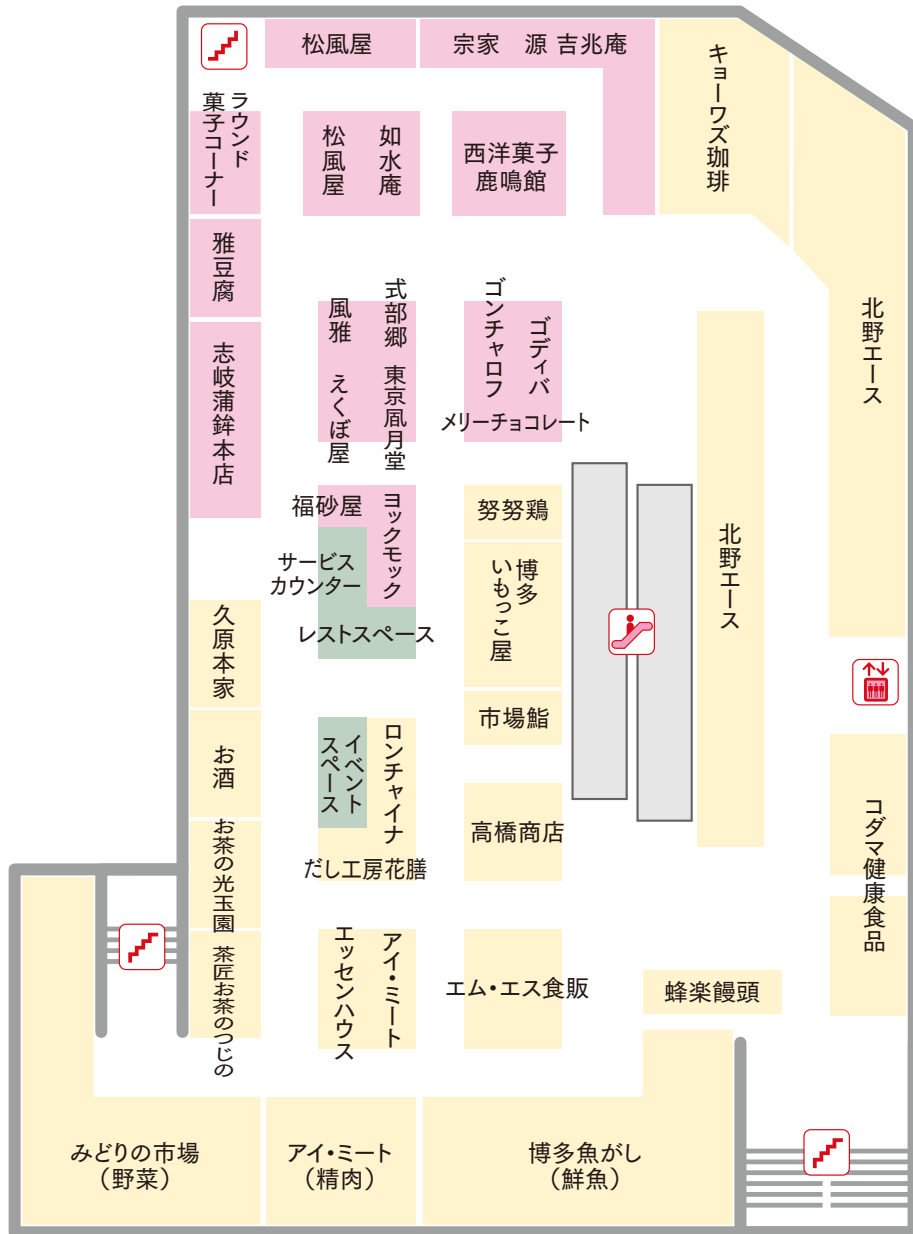 松風屋
宗家 源 吉兆庵
キョーワズ珈琲
ラウンド
菓子コーナー
松風屋
如水庵
西洋菓子
鹿鳴館
雅豆腐
北野エース
風雅
式部郷
ゴンチャロフ
ゴディバ
志岐蒲鉾本店
えくぼ屋
東京凮月堂
メリーチョコレート
福砂屋
ヨックモック
努努鶏
北野エース
サービス
カウンター
博多
いもっこ屋
レストスペース
久原本家
市場鮨
お酒
イベント
スペース
ロンチャイナ
高橋商店
コダマ健康食品
お茶の光玉園
だし工房花膳
茶匠お茶のつじの
エッセンハウス
アイ・ミート
エム・エス食販
蜂楽饅頭
みどりの市場
(野菜)
アイ・ミート
(精肉)
博多魚がし
(鮮魚)